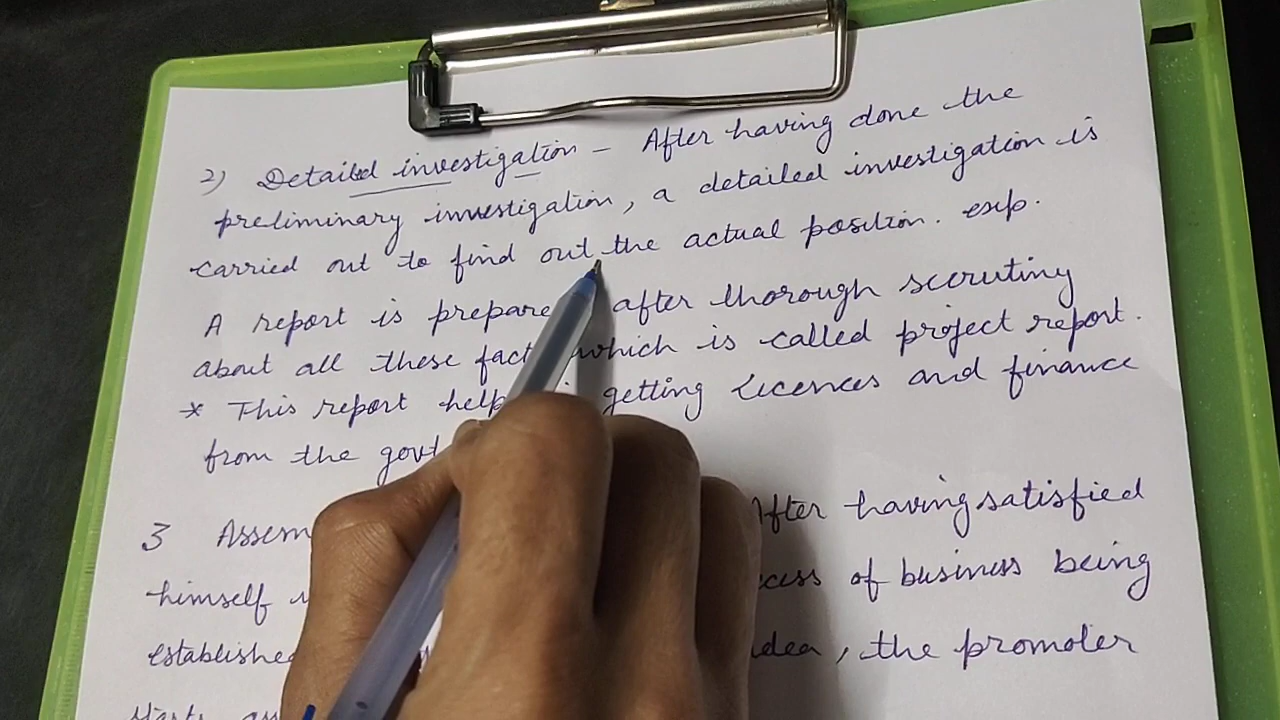 2) Detailed investigation - After having done the
preliminary investigation, a detailed investigation is
carried out to find out the actual position. exp.
A report is prepare after thorough scrutiny
about all these fact which is called project report.
* This report help getting licences and finance
from the govt
3 Assem After having satisfied
himself of business being
established idea, the promoter
starts